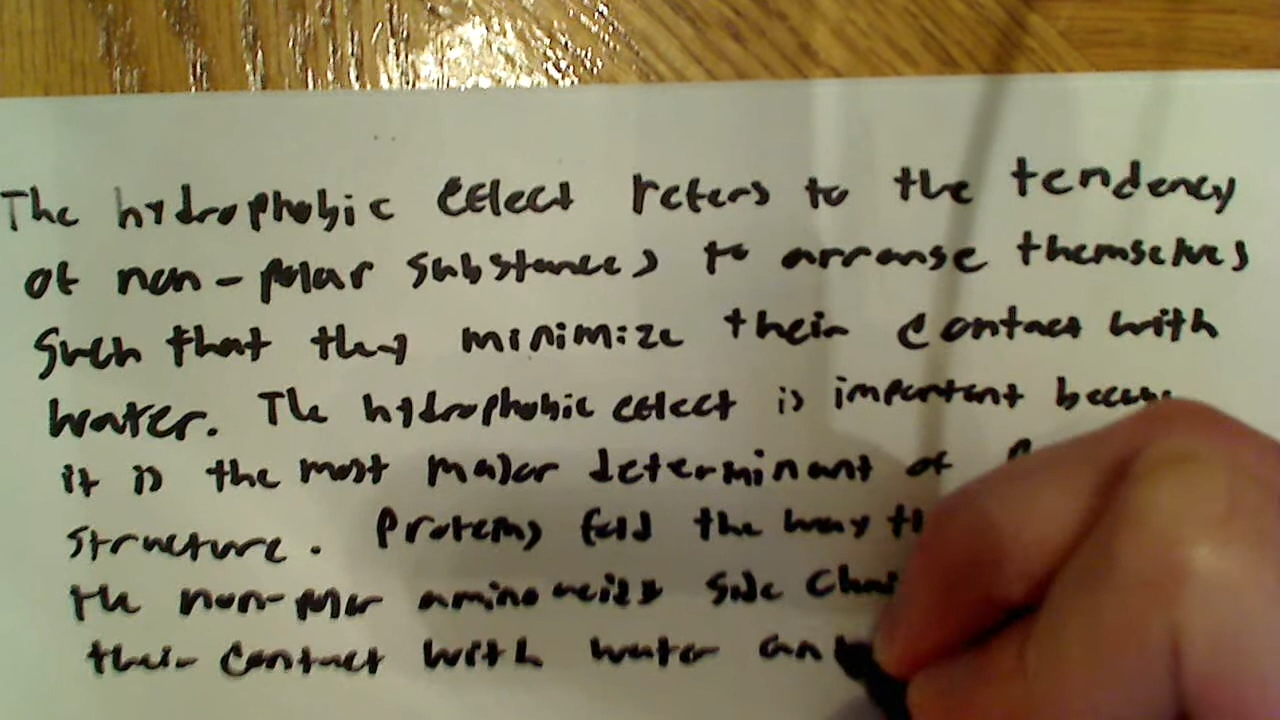 The hydrophobic effect refers to the tendency
of non-polar substances to arrange themselves
such that they minimize their contact with
water. The hydrophobic effect is important
it is the most major determinant of
structure. Proteins fold the way
the non-polar amino acids side
their contact with water